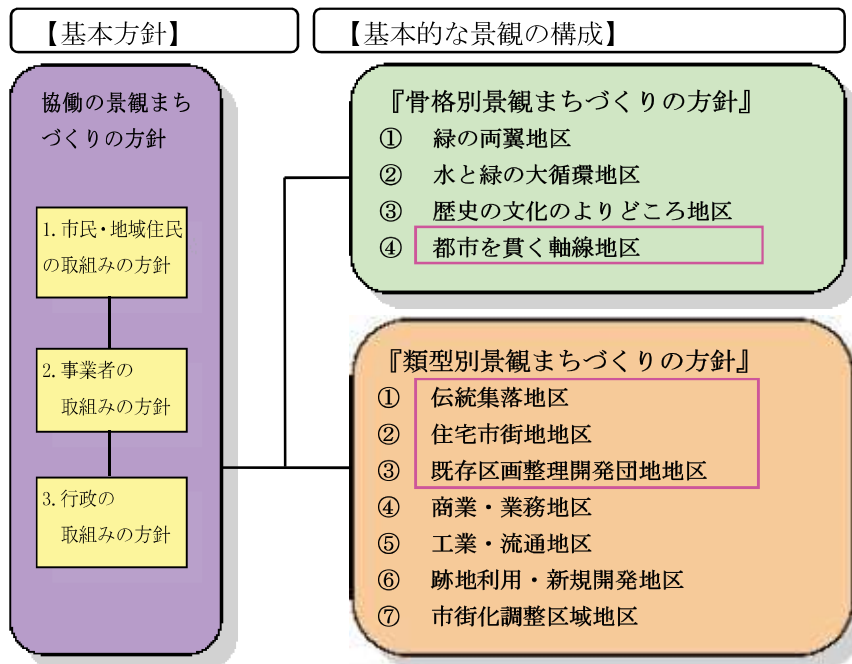 【基本方針】
【基本的な景観の構成】
協働の景観まち
づくりの方針
1. 市民・地域住民
の取組みの方針
2. 事業者の
取組みの方針
3. 行政の
取組みの方針
『骨格別景観まちづくりの方針』
① 緑の両翼地区
② 水と緑の大循環地区
③ 歴史の文化のよりどころ地区
④ 都市を貫く軸線地区
『類型別景観まちづくりの方針』
① 伝統集落地区
② 住宅市街地地区
③ 既存区画整理開発団地地区
④ 商業・業務地区
⑤ 工業・流通地区
⑥ 跡地利用・新規開発地区
⑦ 市街化調整区域地区